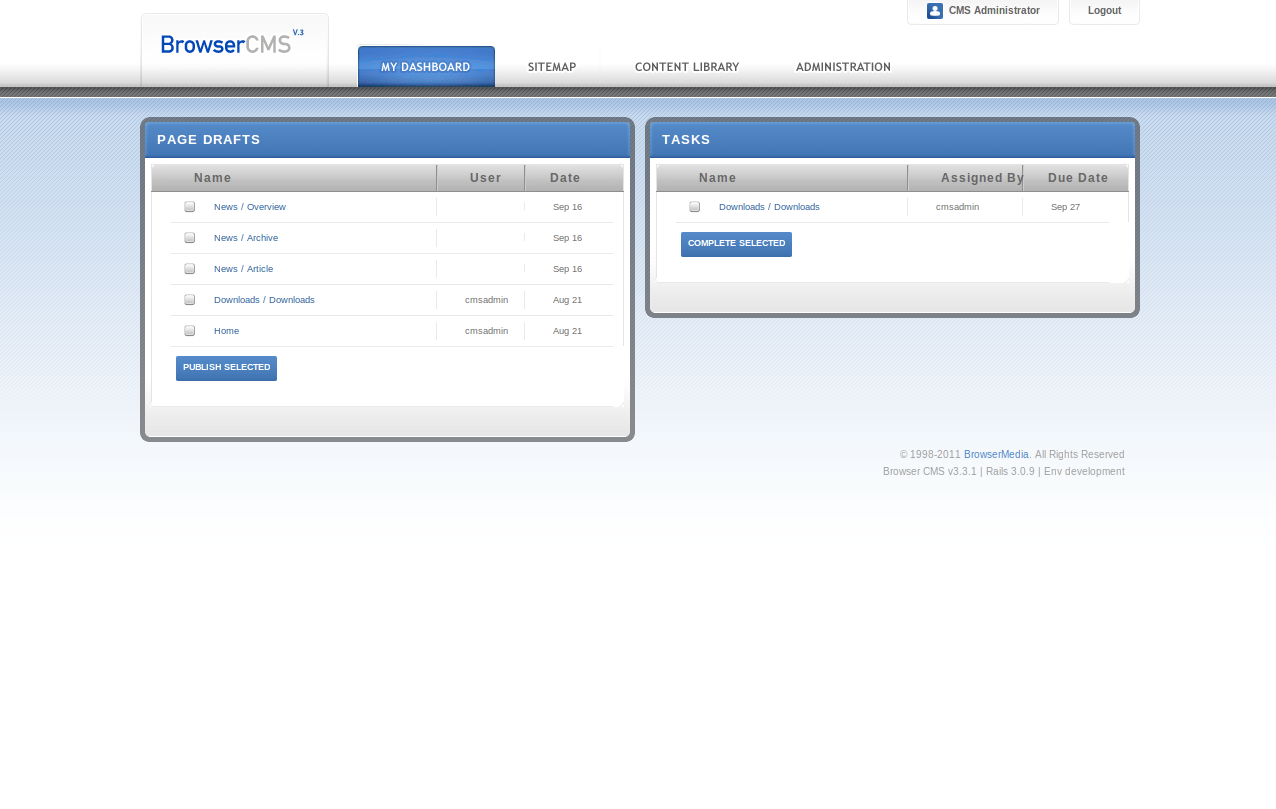 CMS Administrator Logout
BrowserCMS V.3
MY DASHBOARD SITEMAP CONTENT LIBRARY ADMINISTRATION
PAGE DRAFTS
Name User Date
News / Overview Sep 16
News / Archive Sep 16
News / Article Sep 16
Downloads / Downloads cmsadmin Aug 21
Home cmsadmin Aug 21
PUBLISH SELECTED
TASKS
Name Assigned By Due Date
Downloads / Downloads cmsadmin Sep 27
COMPLETE SELECTED
© 1998-2011 BrowserMedia. All Rights Reserved
Browser CMS v3.3.1 | Rails 3.0.9 | Env development